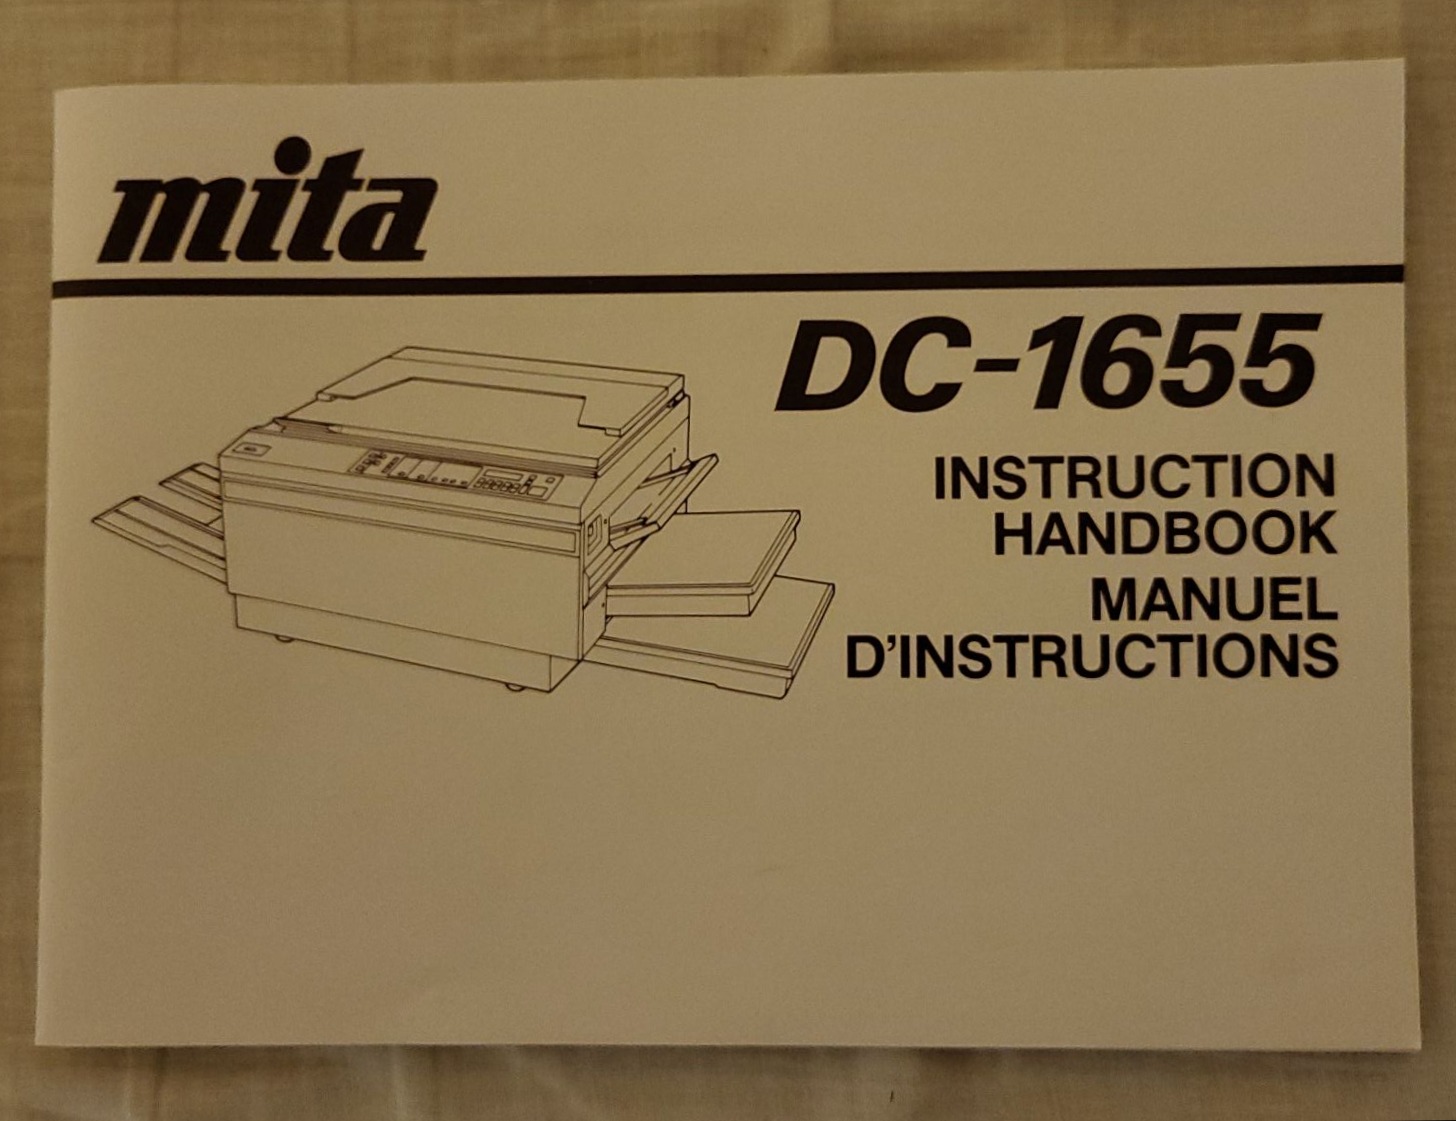 mita
DC-1655
INSTRUCTION
HANDBOOK
MANUEL
D'INSTRUCTIONS